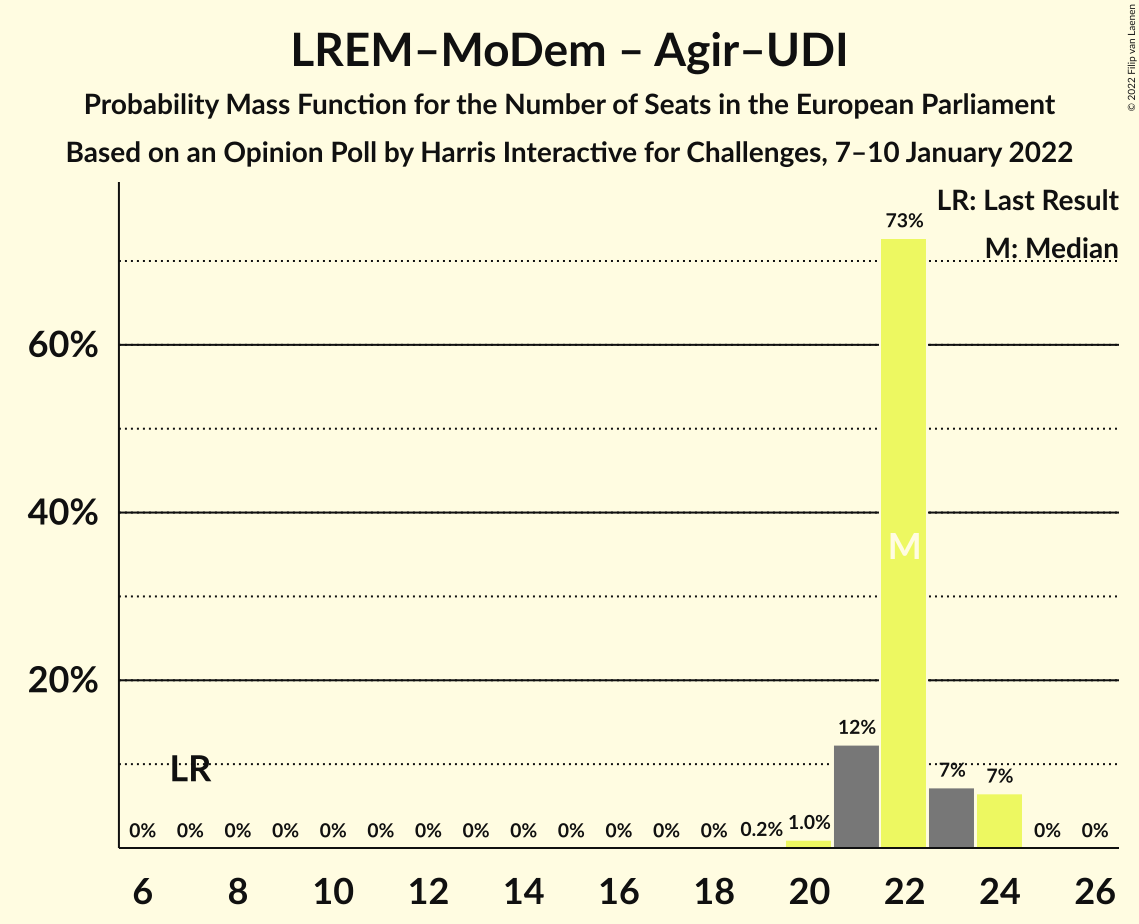 LREM–MoDem – Agir–UDI
Probability Mass Function for the Number of Seats in the European Parliament
Based on an Opinion Poll by Harris Interactive for Challenges, 7–10 January 2022
© 2022 Filip van Laenen
LR: Last Result
M: Median
73%
60%
40%
M
20%
12%
LR
7%
7%
0% 0% 0% 0% 0% 0% 0% 0% 0% 0% 0% 0% 0% 0.2% 1.0% 0% 0%
6 8 10 12 14 16 18 20 22 24 26